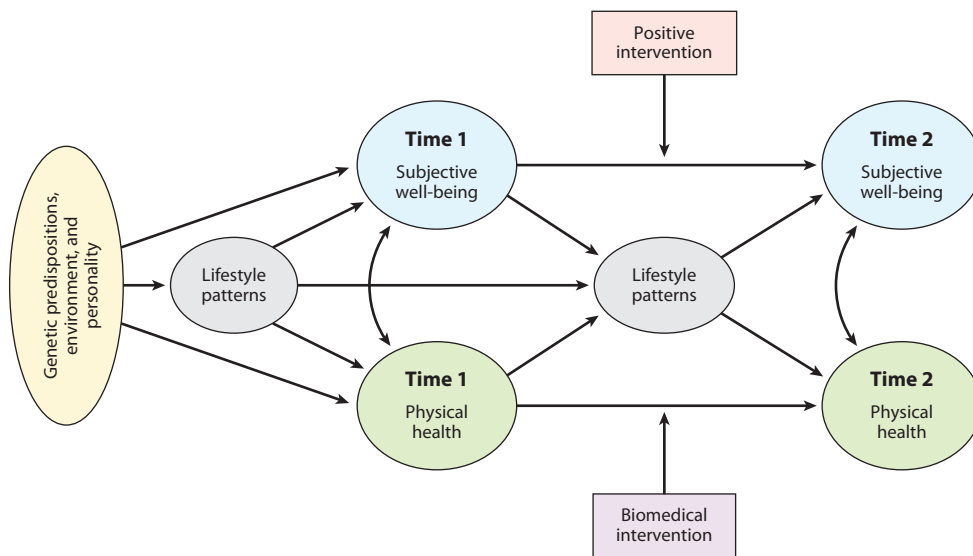 Positive
intervention
Time 1
Subjective
well-being
Time 2
Subjective
well-being
Genetic predispositions,
environment, and
personality
Lifestyle
patterns
Lifestyle
patterns
Time 1
Physical
health
Time 2
Physical
health
Biomedical
intervention